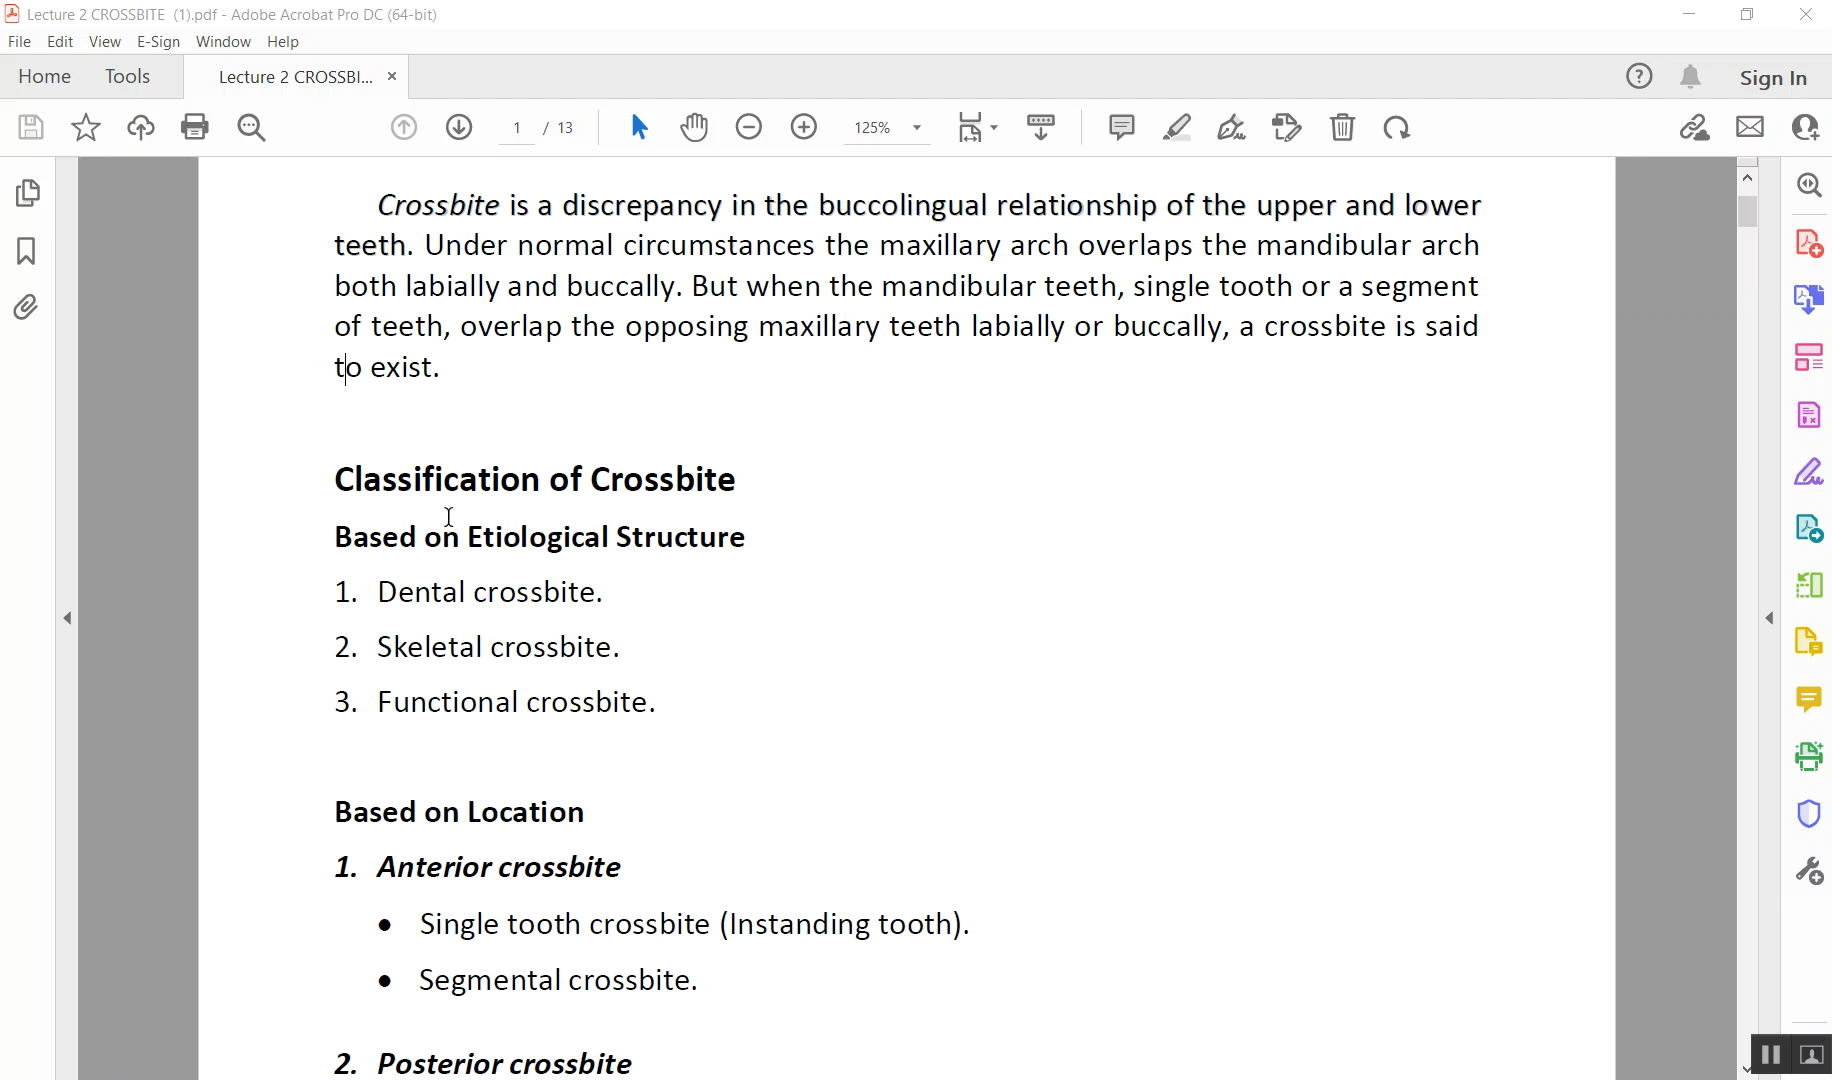 Lecture 2 CROSSBITE (1).pdf - Adobe Acrobat Pro DC (64-bit)
File Edit View E-Sign Window Help
Home Tools Lecture 2 CROSSBI... × Sign In
1 / 13 125%
Crossbite is a discrepancy in the buccolingual relationship of the upper and lower
teeth. Under normal circumstances the maxillary arch overlaps the mandibular arch
both labially and buccally. But when the mandibular teeth, single tooth or a segment
of teeth, overlap the opposing maxillary teeth labially or buccally, a crossbite is said
to exist.
Classification of Crossbite
Based on Etiological Structure
1. Dental crossbite.
2. Skeletal crossbite.
3. Functional crossbite.
Based on Location
1. Anterior crossbite
• Single tooth crossbite (Instanding tooth).
• Segmental crossbite.
2. Posterior crossbite